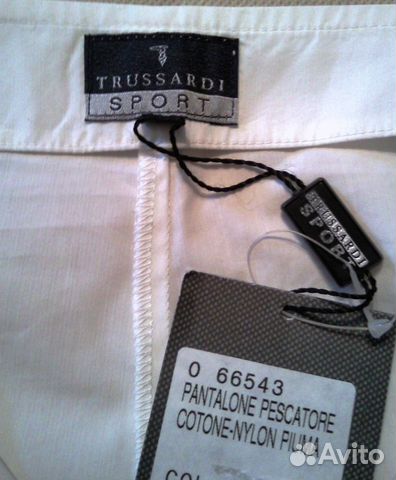 TRUSSARDI
SPORT
TRUSSARDI
SPORT
0 66543
PANTALONE PESCATORE
COTONE-NYLON PIUMA
Avito